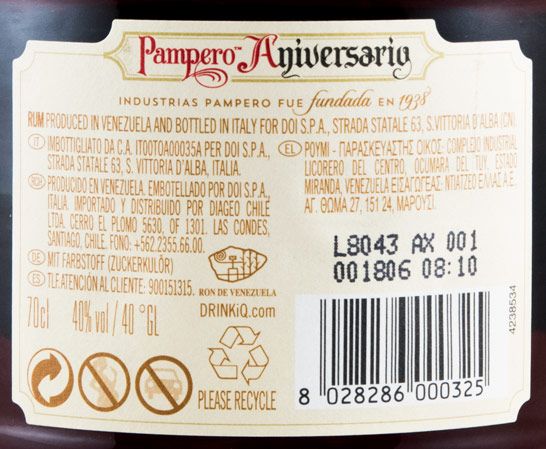 Pampero™ Aniversario
INDUSTRIAS PAMPERO FUE fundada EN 1938
RUM PRODUCED IN VENEZUELA AND BOTTLED IN ITALY FOR DOI S.P.A., STRADA STATALE 63, S.VITTORIA D'ALBA (CN).
IT IMBOTTIGLIATO DA C.A. IT00T0A00035A PER DOI S.P.A.,
STRADA STATALE 63, S. VITTORIA D'ALBA, ITALIA.
PRODUCIDO EN VENEZUELA. EMBOTELLADO POR DOI EN
ITALIA. IMPORTADO Y DISTRIBUIDO POR DIAGEO CHILE
LTDA. CERRO EL PLOMO 5630, OF 1301. LAS CONDES,
SANTIAGO, CHILE. FONO: +562.2355.66.00.
DE MIT FARBSTOFF (ZUCKERKULÖR)
ES TLF.ATENCIÓN AL CLIENTE: 900151315.
70cl 40% vol / 40 °GL
EL ΡΟΥΜΙ - ΠΑΡΑΣΚΕΥΑΣΤΗΣ ΟΙΚΟΣ: COMPLEJO INDUSTRIAL
LICORERO DEL CENTRO, OCUMARA DEL TUY, ESTADO
MIRANDA, VENEZUELA ΕΙΣΑΓΩΓΕΑΣ: ΝΤΙΑΤΖΕΟ ΕΛΛΑΣ Α.Ε.
ΑΓ. ΘΩΜΑ 27, 151 24, ΜΑΡΟΥΣΙ.
RON DE VENEZUELA
DRINKiQ.com
PLEASE RECYCLE
L8043 AX 001
001806 08:10
8 028286 000325
4238534